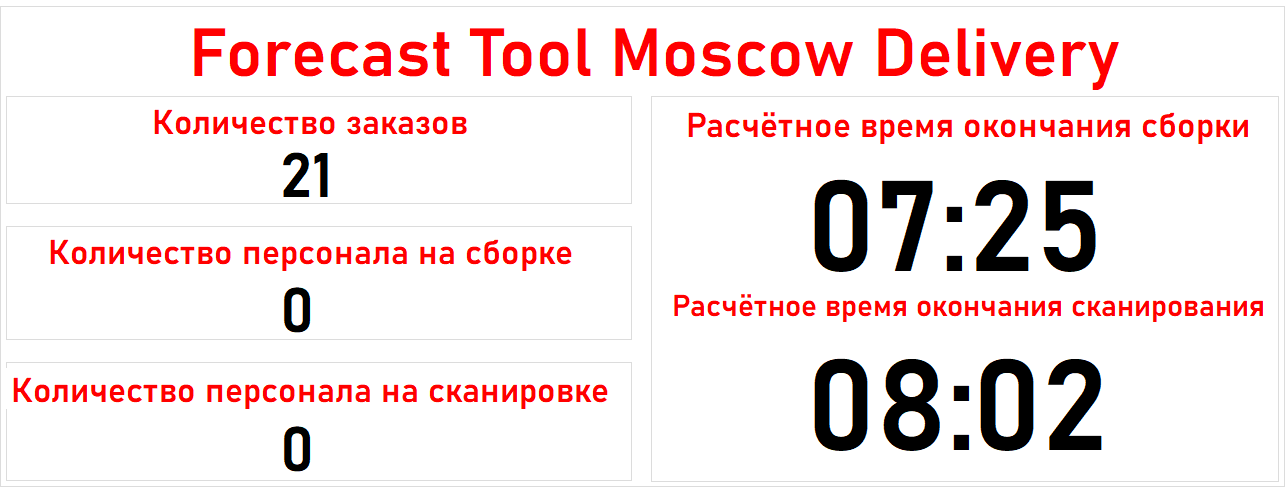 Forecast Tool Moscow Delivery
Количество заказов
21
Количество персонала на сборке
0
Количество персонала на сканировке
0
Расчётное время окончания сборки
07:25
Расчётное время окончания сканирования
08:02